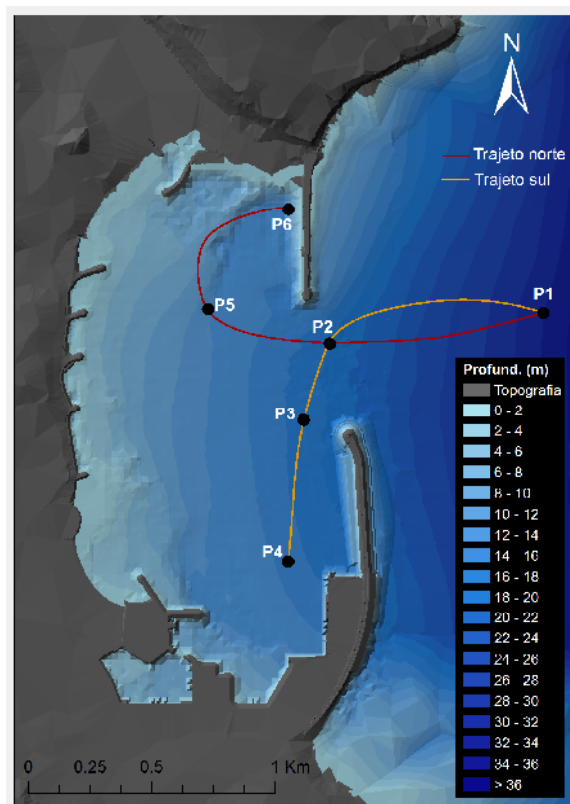 N
Trajeto norte
Trajeto sul
P6
P5
P1
P2
P3
P4
Profund. (m)
Topografia
0 - 2
2 - 4
4 - 6
6 - 8
8 - 10
10 - 12
12 - 14
14 - 16
16 - 18
18 - 20
20 - 22
22 - 24
24 - 26
26 - 28
28 - 30
30 - 32
32 - 34
34 - 36
> 36
0 0.25 0.5 1 Km